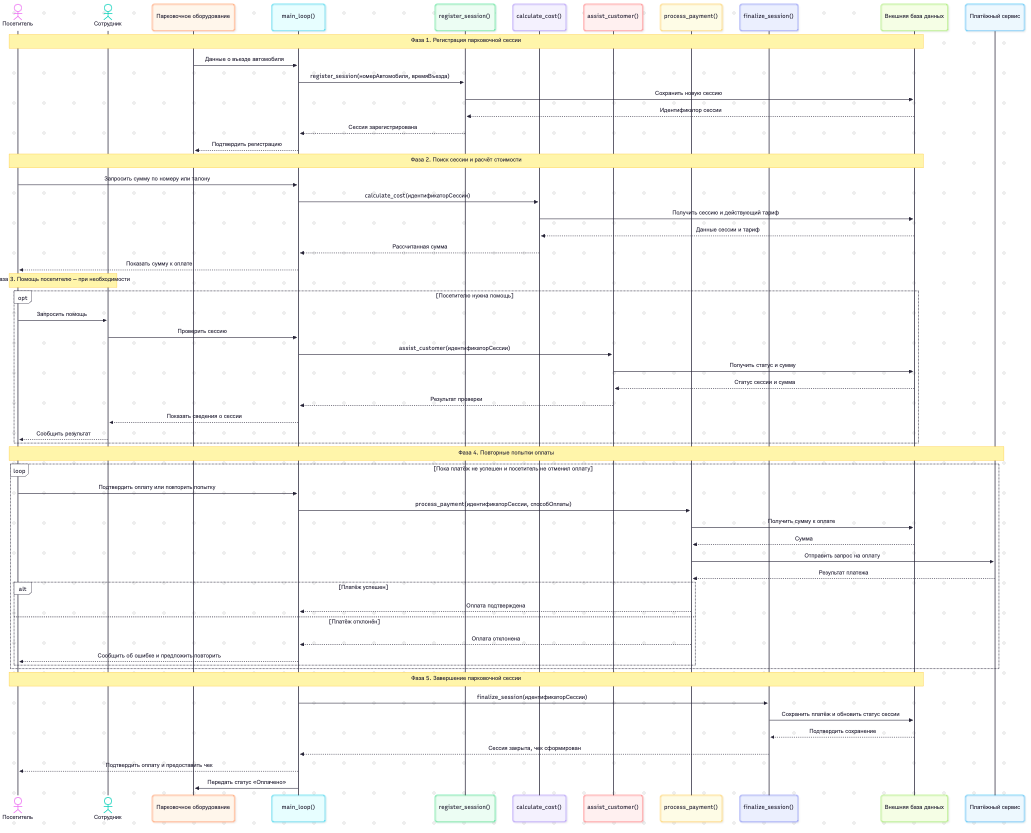 Посетитель
Сотрудник
Парковочное оборудование
main_loop()
register_session()
calculate_cost()
assist_customer()
process_payment()
finalize_session()
Внешняя база данных
Платёжный сервис
Фаза 1. Регистрация парковочной сессии
Данные о въезде автомобиля
register_session(номерАвтомобиля, времяВъезда)
Сохранить новую сессию
Идентификатор сессии
Сессия зарегистрирована
Подтвердить регистрацию
Фаза 2. Поиск сессии и расчёт стоимости
Запросить сумму по номеру или талону
calculate_cost(идентификаторСессии)
Получить сессию и действующий тариф
Данные сессии и тариф
Рассчитанная сумма
Показать сумму к оплате
аза 3. Помощь посетителю — при необходимости
opt
[Посетителю нужна помощь]
Запросить помощь
Проверить сессию
assist_customer(идентификаторСессии)
Получить статус и сумму
Статус сессии и сумма
Результат проверки
Показать сведения о сессии
Сообщить результат
Фаза 4. Повторные попытки оплаты
loop
[Пока платёж не успешен и посетитель не отменил оплату]
Подтвердить оплату или повторить попытку
process_payment(идентификаторСессии, способОплаты)
Получить сумму к оплате
Сумма
Отправить запрос на оплату
Результат платежа
alt
[Платёж успешен]
Оплата подтверждена
[Платёж отклонён]
Оплата отклонена
Сообщить об ошибке и предложить повторить
Фаза 5. Завершение парковочной сессии
finalize_session(идентификаторСессии)
Сохранить платёж и обновить статус сессии
Подтвердить сохранение
Сессия закрыта, чек сформирован
Подтвердить оплату и предоставить чек
Передать статус «Оплачено»
Посетитель
Сотрудник
Парковочное оборудование
main_loop()
register_session()
calculate_cost()
assist_customer()
process_payment()
finalize_session()
Внешняя база данных
Платёжный сервис